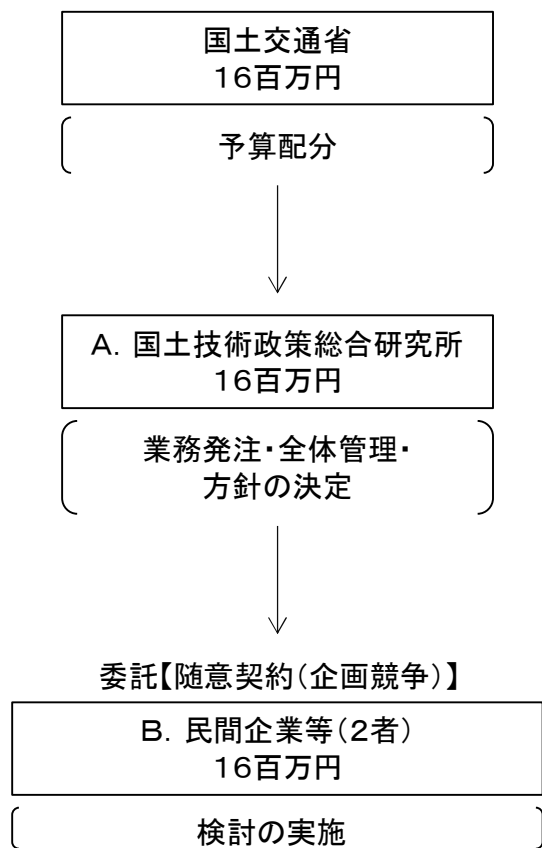 国土交通省
16百万円
予算配分
A. 国土技術政策総合研究所
16百万円
業務発注・全体管理・
方針の決定
委託【随意契約(企画競争)】
B. 民間企業等(2者)
16百万円
検討の実施